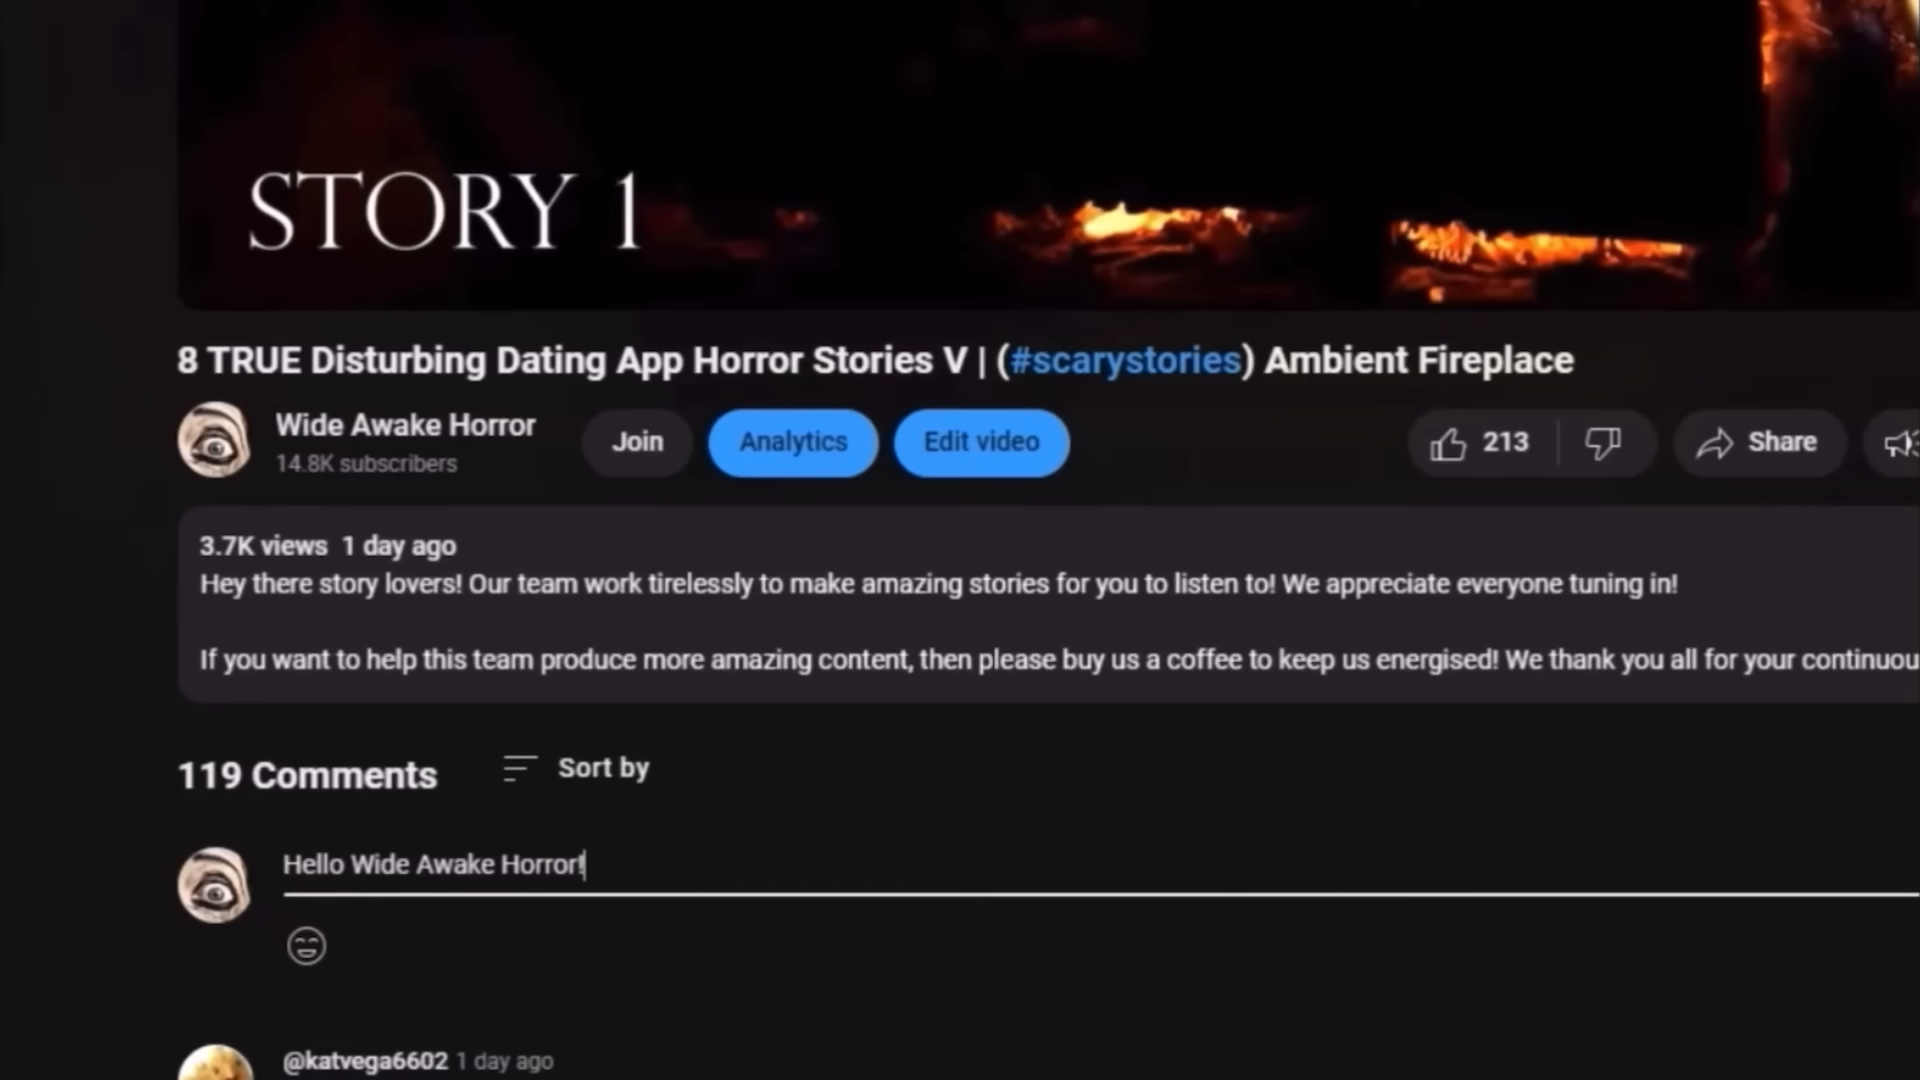 STORY 1
8 TRUE Disturbing Dating App Horror Stories V | (#scarystories) Ambient Fireplace
Wide Awake Horror
14.8K subscribers
Join
Analytics
Edit video
213
Share
3.7K views 1 day ago
Hey there story lovers! Our team work tirelessly to make amazing stories for you to listen to! We appreciate everyone tuning in!
If you want to help this team produce more amazing content, then please buy us a coffee to keep us energised! We thank you all for your continuou
119 Comments
Sort by
Hello Wide Awake Horror!
@katvega6602 1 day ago